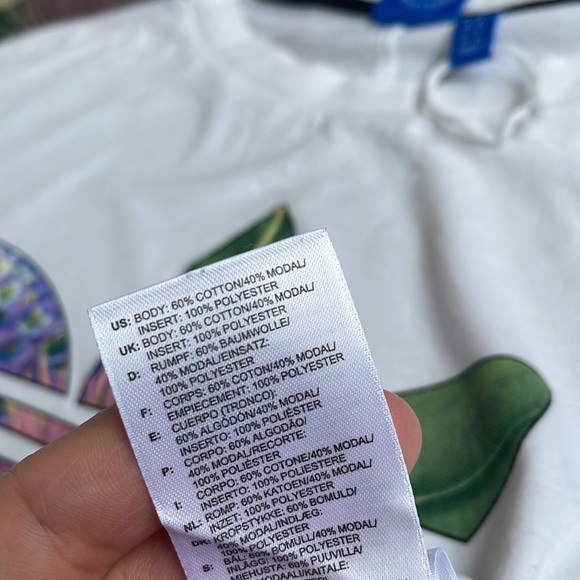 US: BODY: 60% COTTON/40% MODAL/
INSERT: 100% POLYESTER
UK: BODY: 60% COTTON/40% MODAL/
INSERT: 100% POLYESTER
D: RUMPF: 60% BAUMWOLLE/
40% MODAL/EINSATZ:
100% POLYESTER
F: CORPS: 60% COTON/40% MODAL/
EMPIECEMENT: 100% POLYESTER
E: CUERPO (TRONCO):
60% ALGODÓN/40% MODAL/
INSERTO: 100% POLIÉSTER
P: CORPO: 60% ALGODÃO/
40% MODAL/RECORTE:
100% POLIÉSTER
I: CORPO: 60% COTONE/40% MODAL/
INSERTO: 100% POLIESTERE
NL: ROMP: 60% KATOEN/40% MODAL/
INZET: 100% POLYESTER
DK: KROPSTYKKE: 60% BOMULD/
40% MODAL/INDLÆG:
100% POLYESTER
S: BÅL: 60% BOMULL/40% MODAL/
INLÄGG: 100% POLYESTER
MIEHUSTA: 60% PUUVILLA/
MODAAL/KAITALE: